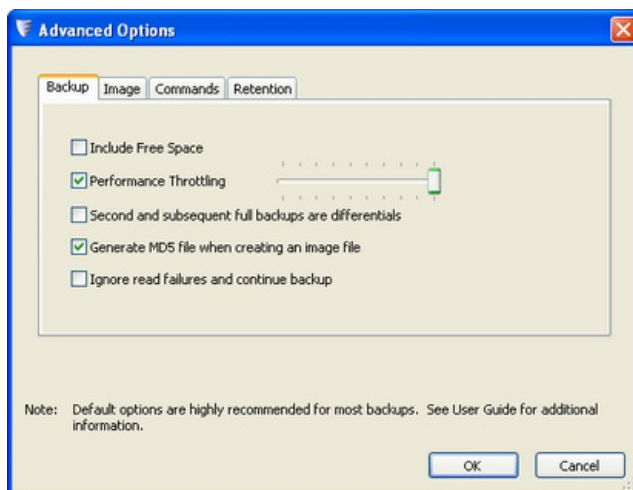 Advanced Options
Backup Image Commands Retention
Include Free Space
Performance Throttling
Second and subsequent full backups are differentials
Generate MD5 file when creating an image file
Ignore read failures and continue backup
Note: Default options are highly recommended for most backups. See User Guide for additional
information.
OK Cancel